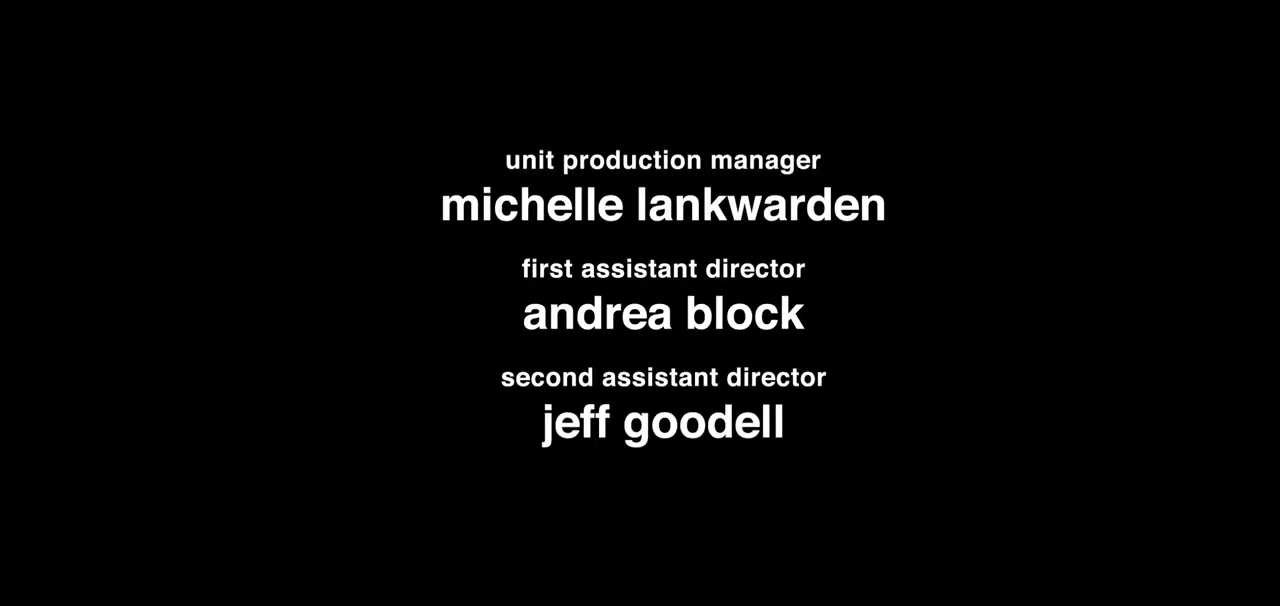 unit production manager
michelle lankwarden
first assistant director
andrea block
second assistant director
jeff goodell